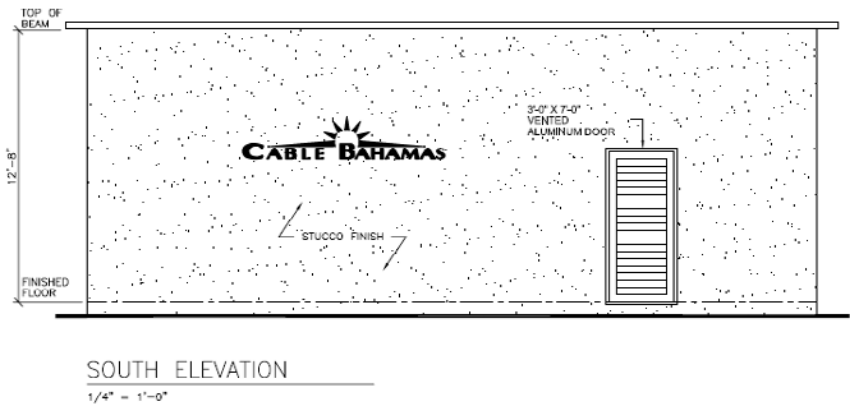 TOP OF
BEAM
3'-0" X 7'-0"
VENTED
ALUMINUM DOOR
CABLE BAHAMAS
12'-8"
STUCCO FINISH
FINISHED
FLOOR
SOUTH ELEVATION
1/4" = 1'-0"